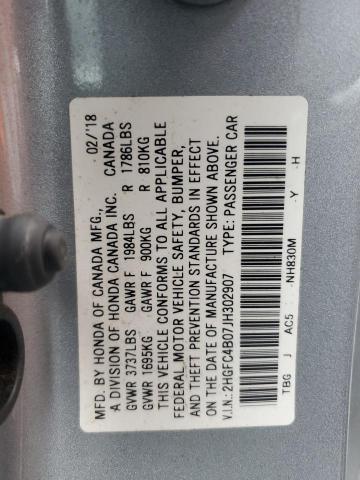 MFD. BY HONDA OF CANADA MFG., 02/'18
A DIVISION OF HONDA CANADA INC. CANADA
GVWR 3737LBS GAWR F 1984LBS R 1786LBS
GVWR 1695KG GAWR F 900KG R 810KG
THIS VEHICLE CONFORMS TO ALL APPLICABLE
FEDERAL MOTOR VEHICLE SAFETY, BUMPER,
AND THEFT PREVENTION STANDARDS IN EFFECT
ON THE DATE OF MANUFACTURE SHOWN ABOVE.
V.I.N.: 2HGFC4B07JH302907 TYPE: PASSENGER CAR
TBG J AC5 NH830M Y H